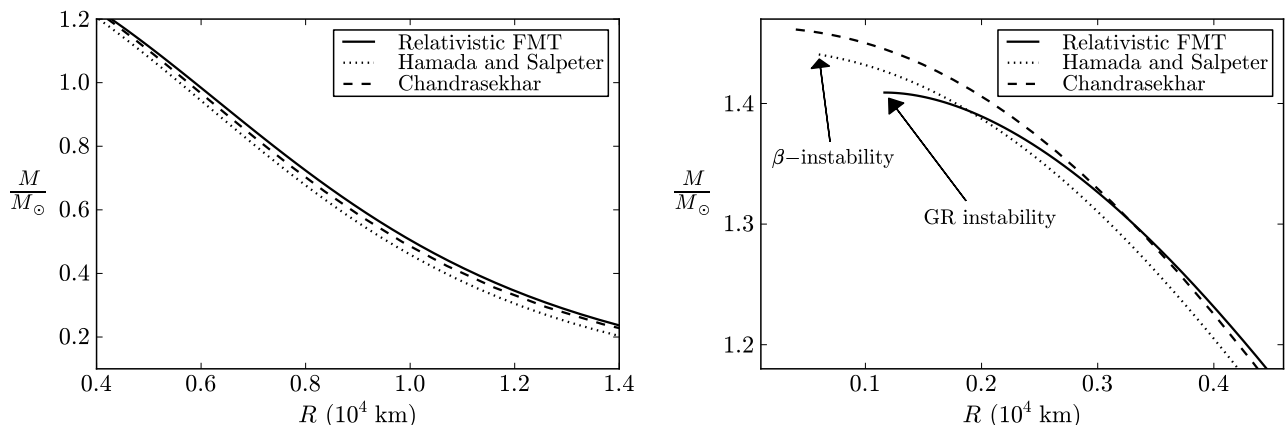 1.2
1.0
0.8
0.6
0.4
0.2
M
M⊙
Relativistic FMT
Hamada and Salpeter
Chandrasekhar
0.4 0.6 0.8 1.0 1.2 1.4
R (10⁴ km)
1.4
1.3
1.2
M
M⊙
Relativistic FMT
Hamada and Salpeter
Chandrasekhar
β−instability
GR instability
0.1 0.2 0.3 0.4
R (10⁴ km)